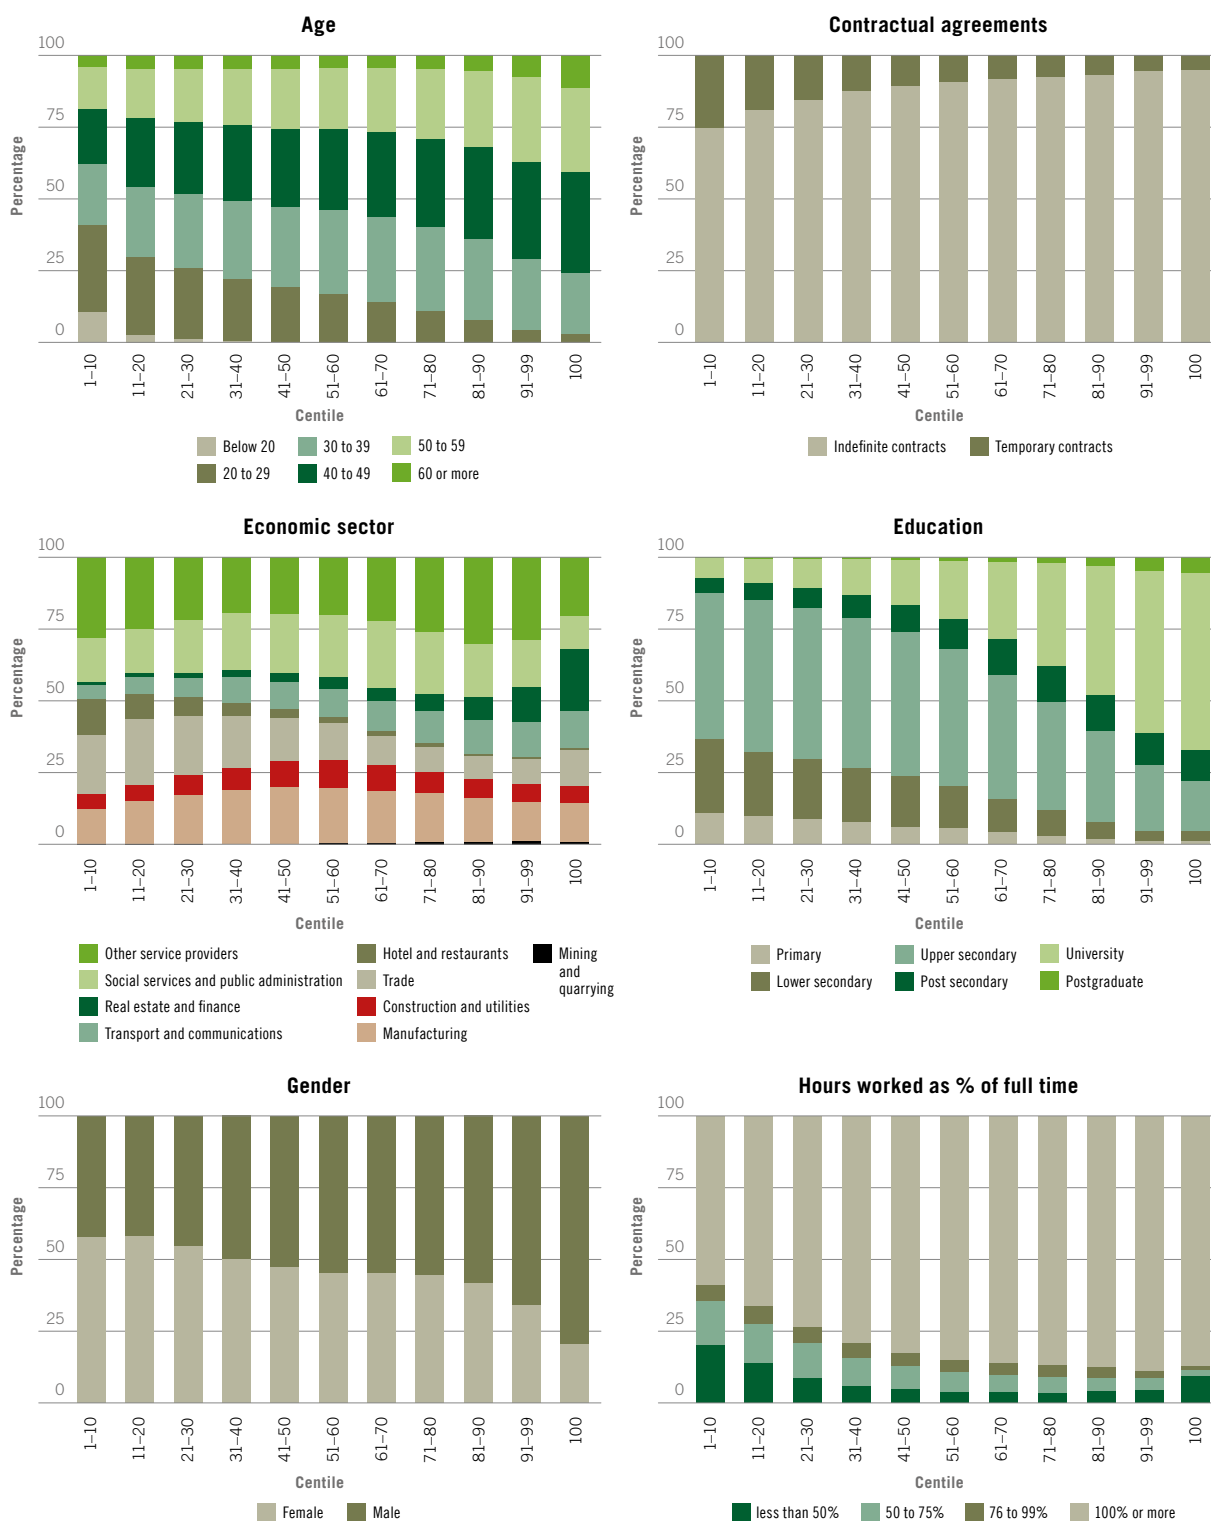 Age
100
75
50
25
0
Percentage
1–10
11–20
21–30
31–40
41–50
51–60
61–70
71–80
81–90
91–99
100
Centile
Below 20
30 to 39
50 to 59
20 to 29
40 to 49
60 or more
Contractual agreements
100
75
50
25
0
Percentage
1–10
11–20
21–30
31–40
41–50
51–60
61–70
71–80
81–90
91–99
100
Centile
Indefinite contracts
Temporary contracts
Economic sector
100
75
50
25
0
Percentage
1–10
11–20
21–30
31–40
41–50
51–60
61–70
71–80
81–90
91–99
100
Centile
Other service providers
Social services and public administration
Real estate and finance
Transport and communications
Hotel and restaurants
Trade
Construction and utilities
Manufacturing
Mining
and
quarrying
Education
100
75
50
25
0
Percentage
1–10
11–20
21–30
31–40
41–50
51–60
61–70
71–80
81–90
91–99
100
Centile
Primary
Upper secondary
University
Lower secondary
Post secondary
Postgraduate
Gender
100
75
50
25
0
Percentage
1–10
11–20
21–30
31–40
41–50
51–60
61–70
71–80
81–90
91–99
100
Centile
Female
Male
Hours worked as % of full time
100
75
50
25
0
Percentage
1–10
11–20
21–30
31–40
41–50
51–60
61–70
71–80
81–90
91–99
100
Centile
less than 50%
50 to 75%
76 to 99%
100% or more